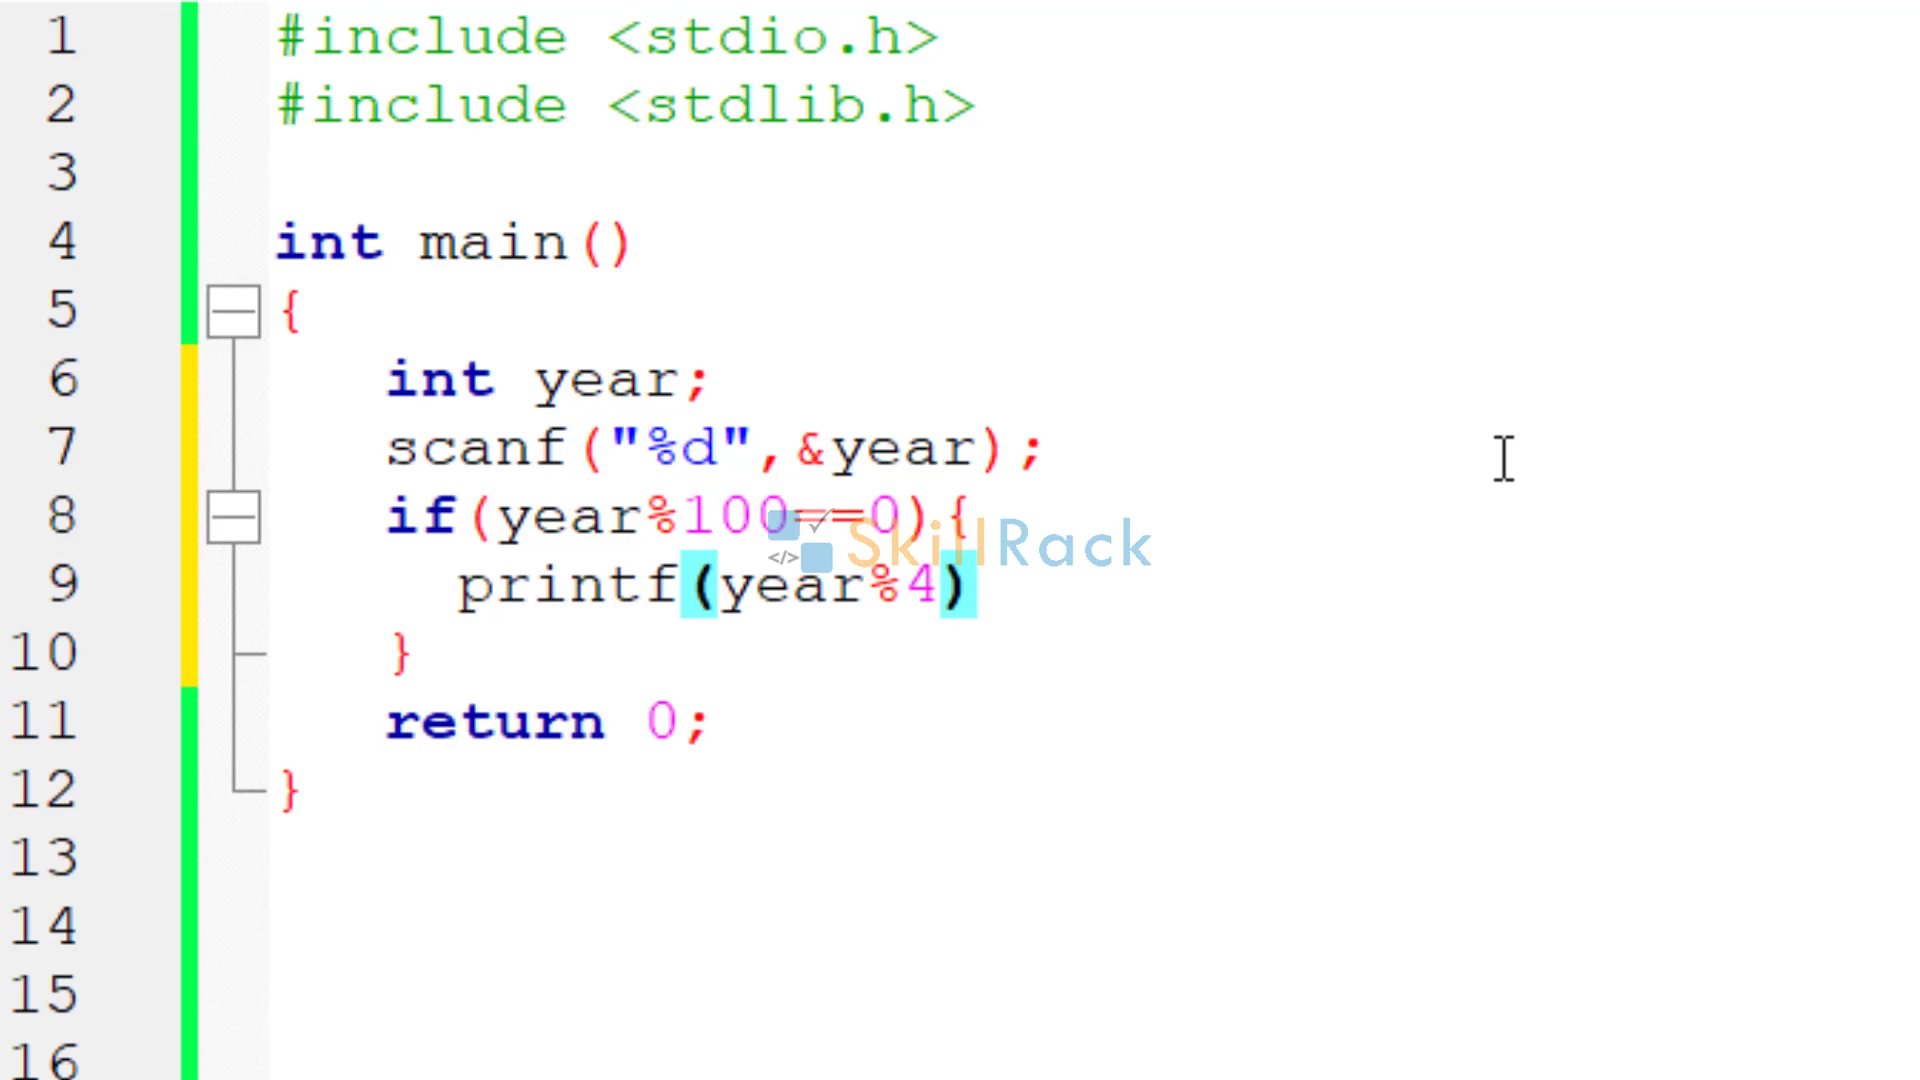 1 #include <stdio.h>
2 #include <stdlib.h>
3
4 int main()
5 {
6 int year;
7 scanf("%d",&year);
8 if(year%100==0){
SkillRack
9 printf(year%4)
10 }
11 return 0;
12 }
13
14
15
16